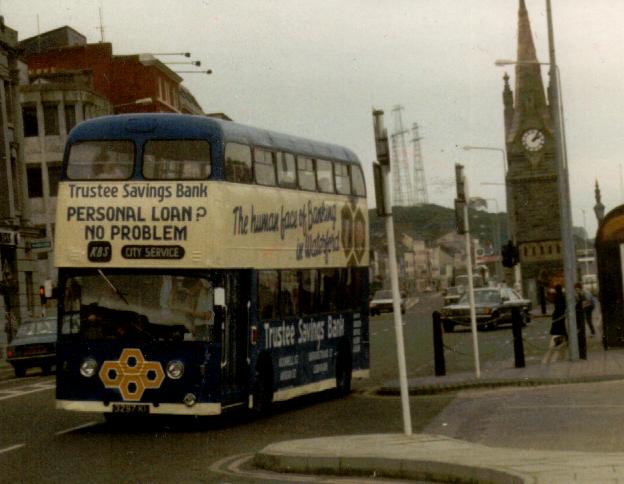 Trustee Savings Bank
PERSONAL LOAN?
NO PROBLEM
KBS CITY SERVICE
The human face of Banking
in Waterford
Trustee Savings Bank